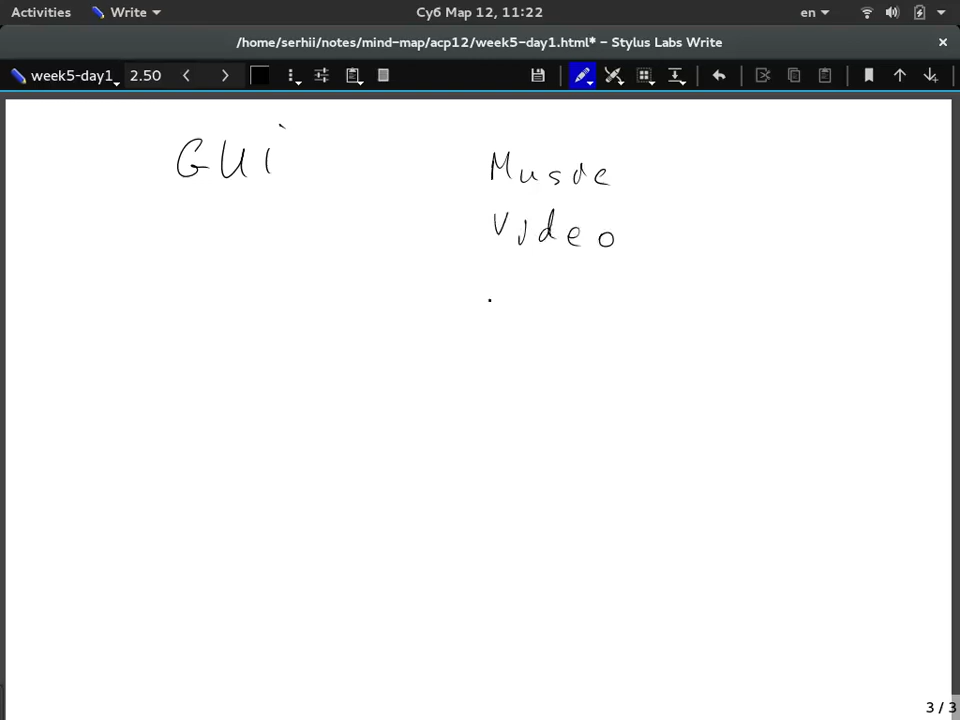 Activities Write Суб Мар 12, 11:22 en
/home/serhii/notes/mind-map/acp12/week5-day1.html* – Stylus Labs Write ×
week5-day1 2.50
GUi
Music
Video
3 / 3